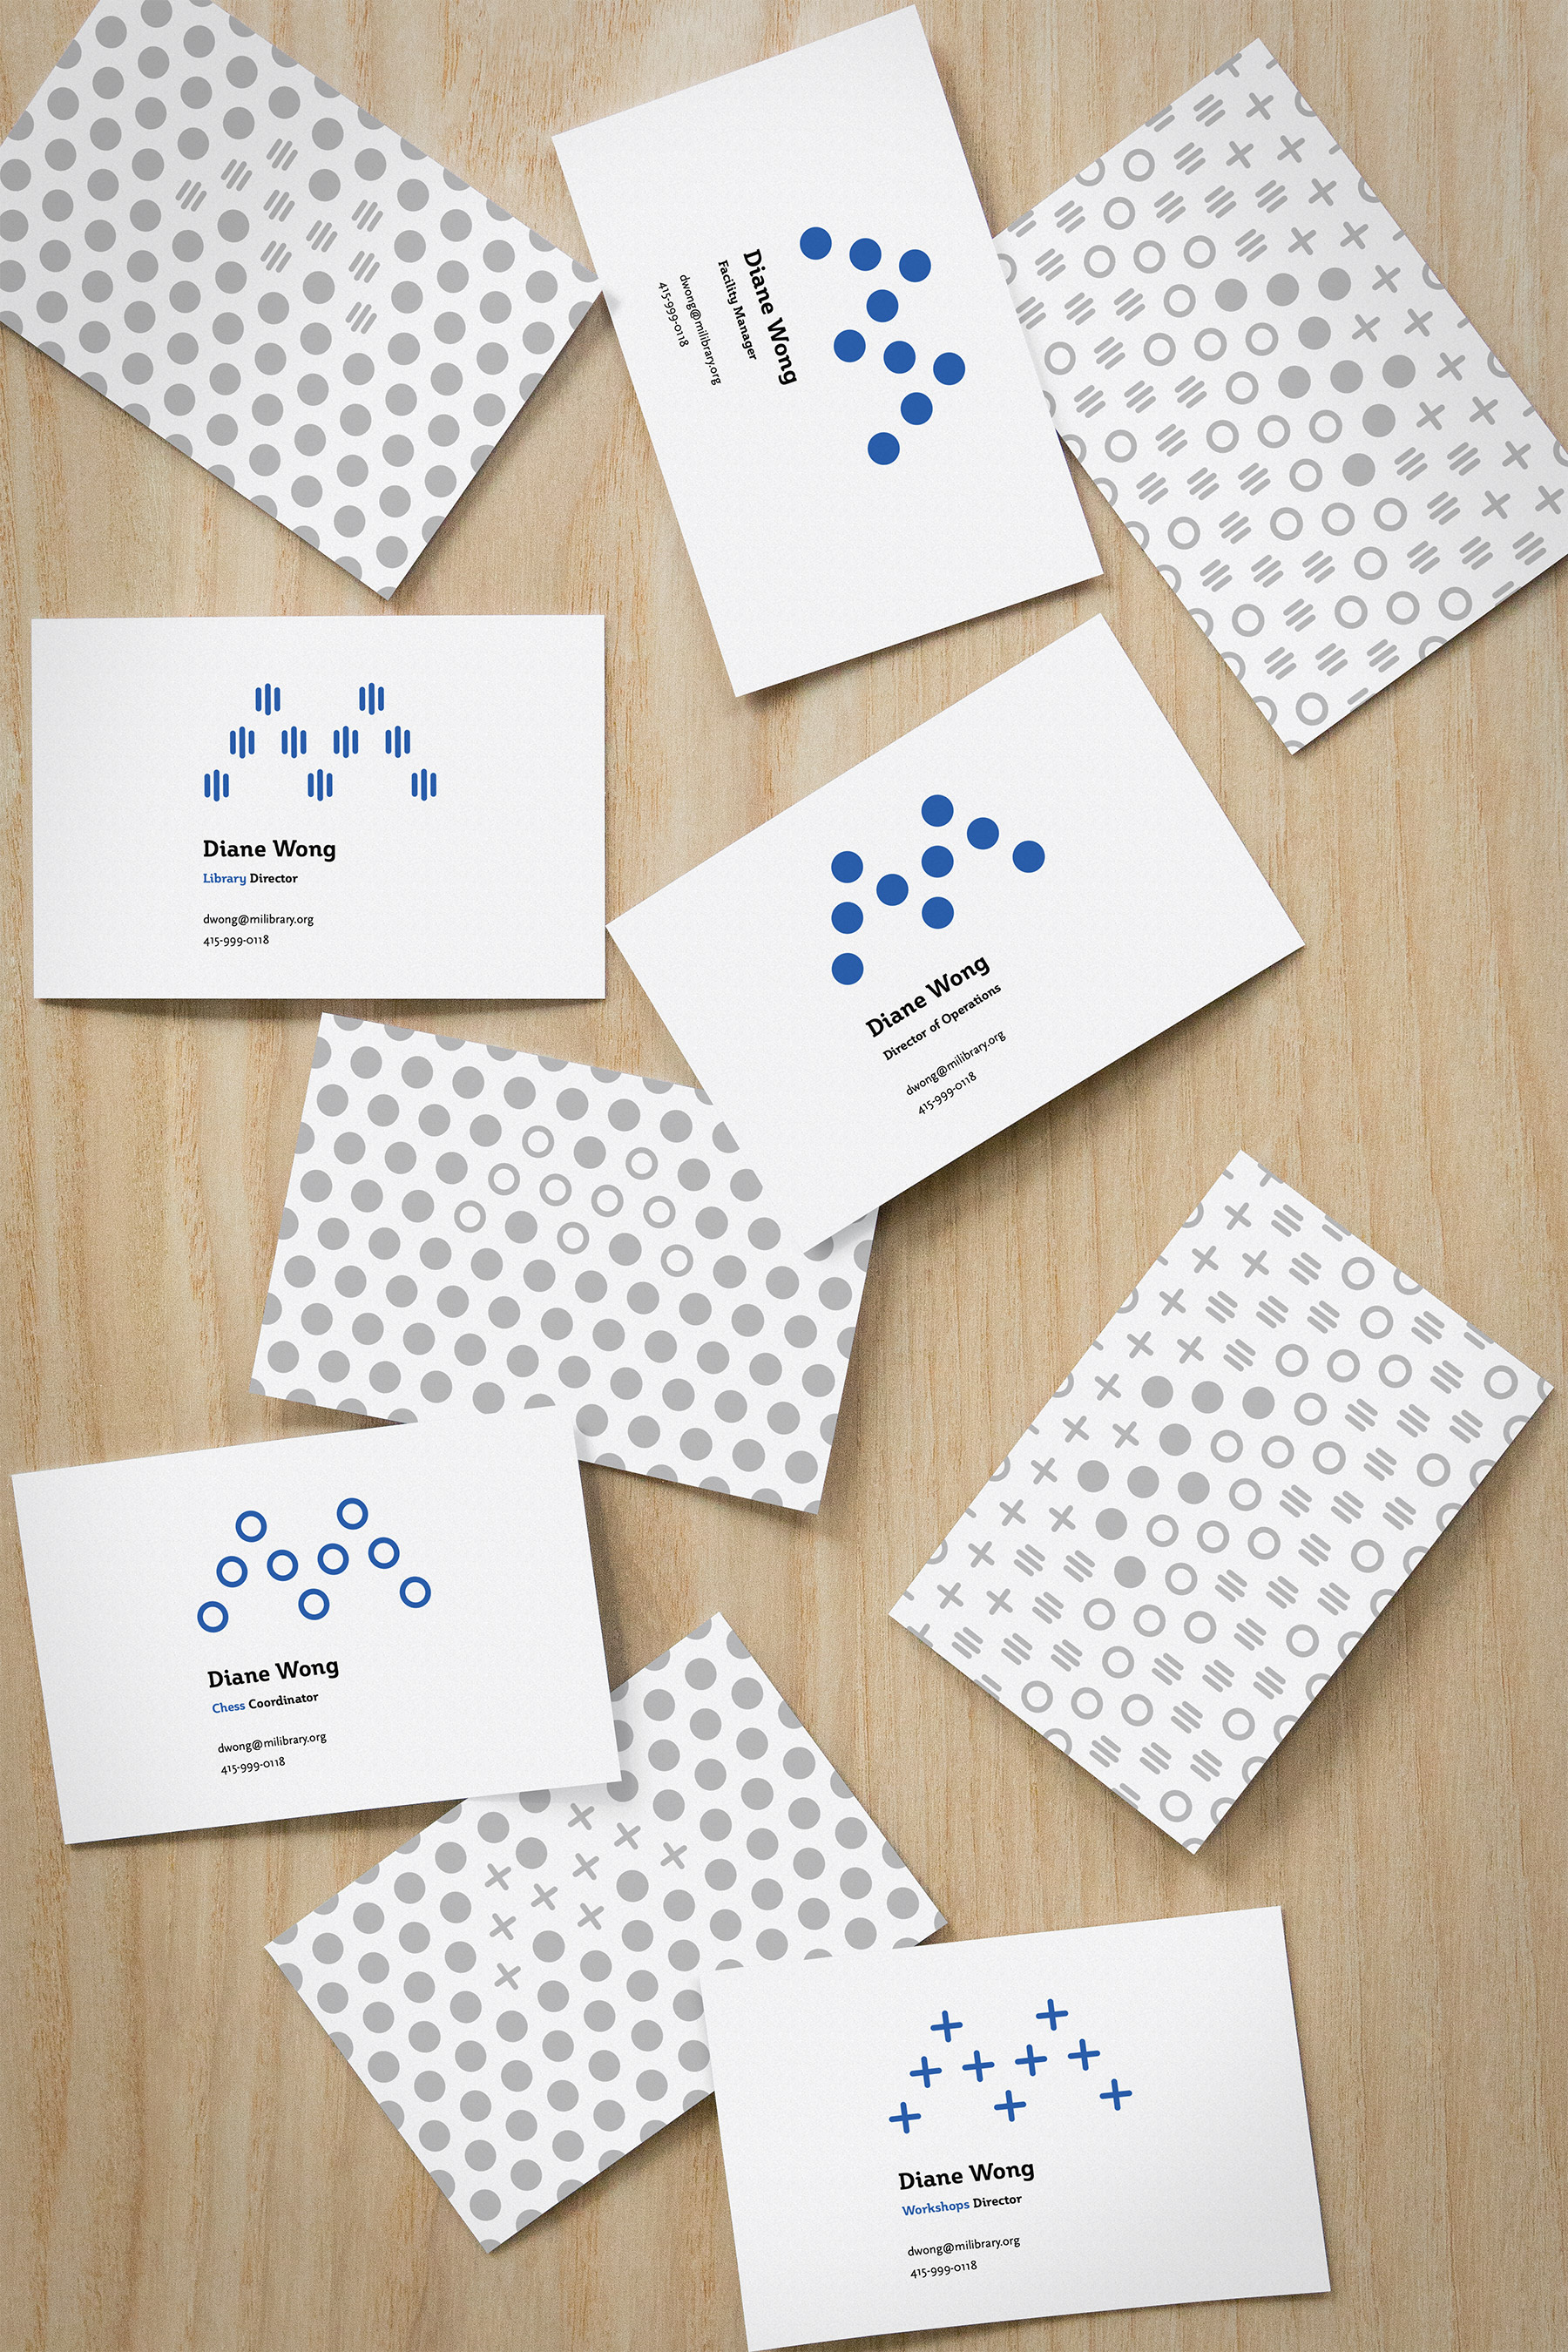 Diane Wong
Facility Manager
dwong@milibrary.org
415-999-0118
Diane Wong
Library Director
dwong@milibrary.org
415-999-0118
Diane Wong
Director of Operations
dwong@milibrary.org
415-999-0118
Diane Wong
Chess Coordinator
dwong@milibrary.org
415-999-0118
Diane Wong
Workshops Director
dwong@milibrary.org
415-999-0118